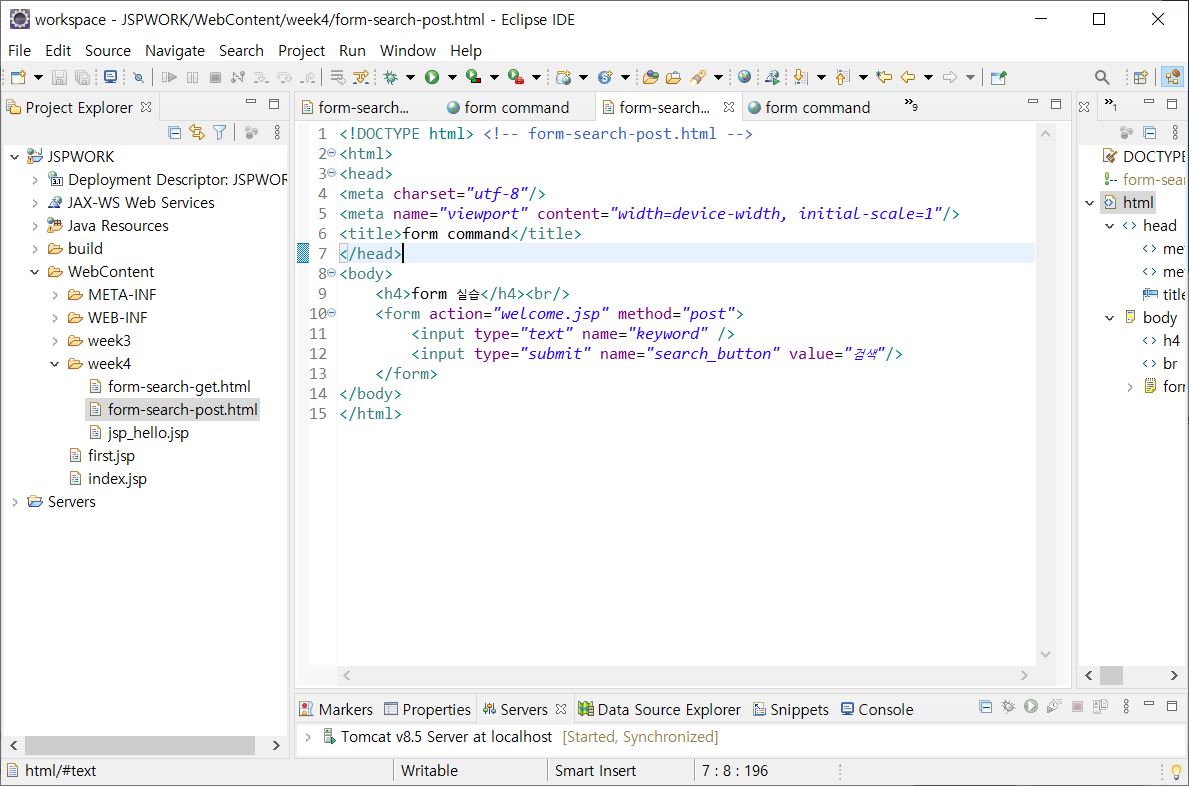 workspace - JSPWORK/WebContent/week4/form-search-post.html - Eclipse IDE
File Edit Source Navigate Search Project Run Window Help
Project Explorer
JSPWORK
Deployment Descriptor: JSPWOR
JAX-WS Web Services
Java Resources
build
WebContent
META-INF
WEB-INF
week3
week4
form-search-get.html
form-search-post.html
jsp_hello.jsp
first.jsp
index.jsp
Servers
form-search... form command form-search... form command »9
1 <!DOCTYPE html> <!-- form-search-post.html -->
2 <html>
3 <head>
4 <meta charset="utf-8"/>
5 <meta name="viewport" content="width=device-width, initial-scale=1"/>
6 <title>form command</title>
7 </head>
8 <body>
9     <h4>form 실습</h4><br/>
10     <form action="welcome.jsp" method="post">
11         <input type="text" name="keyword" />
12         <input type="submit" name="search_button" value="검색"/>
13     </form>
14 </body>
15 </html>
»1
DOCTYPE
form-sear
html
head
me
me
title
body
h4
br
for
Markers Properties Servers Data Source Explorer Snippets Console
Tomcat v8.5 Server at localhost [Started, Synchronized]
html/#text Writable Smart Insert 7 : 8 : 196